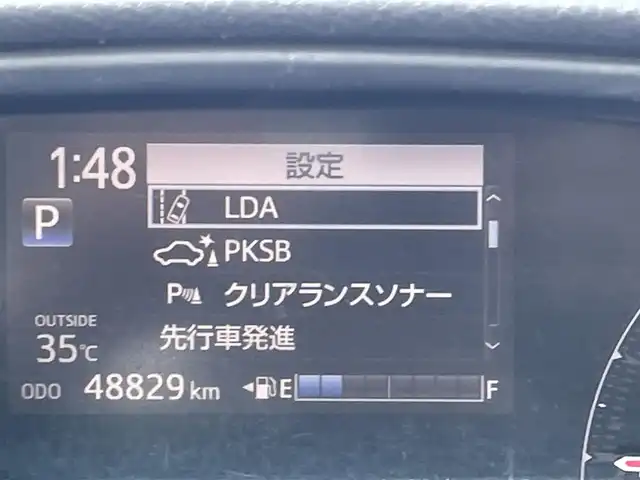 1:48
設定
P
LDA
PKSB
P クリアランスソナー
先行車発進
OUTSIDE
35℃
ODO 48829 km
E F